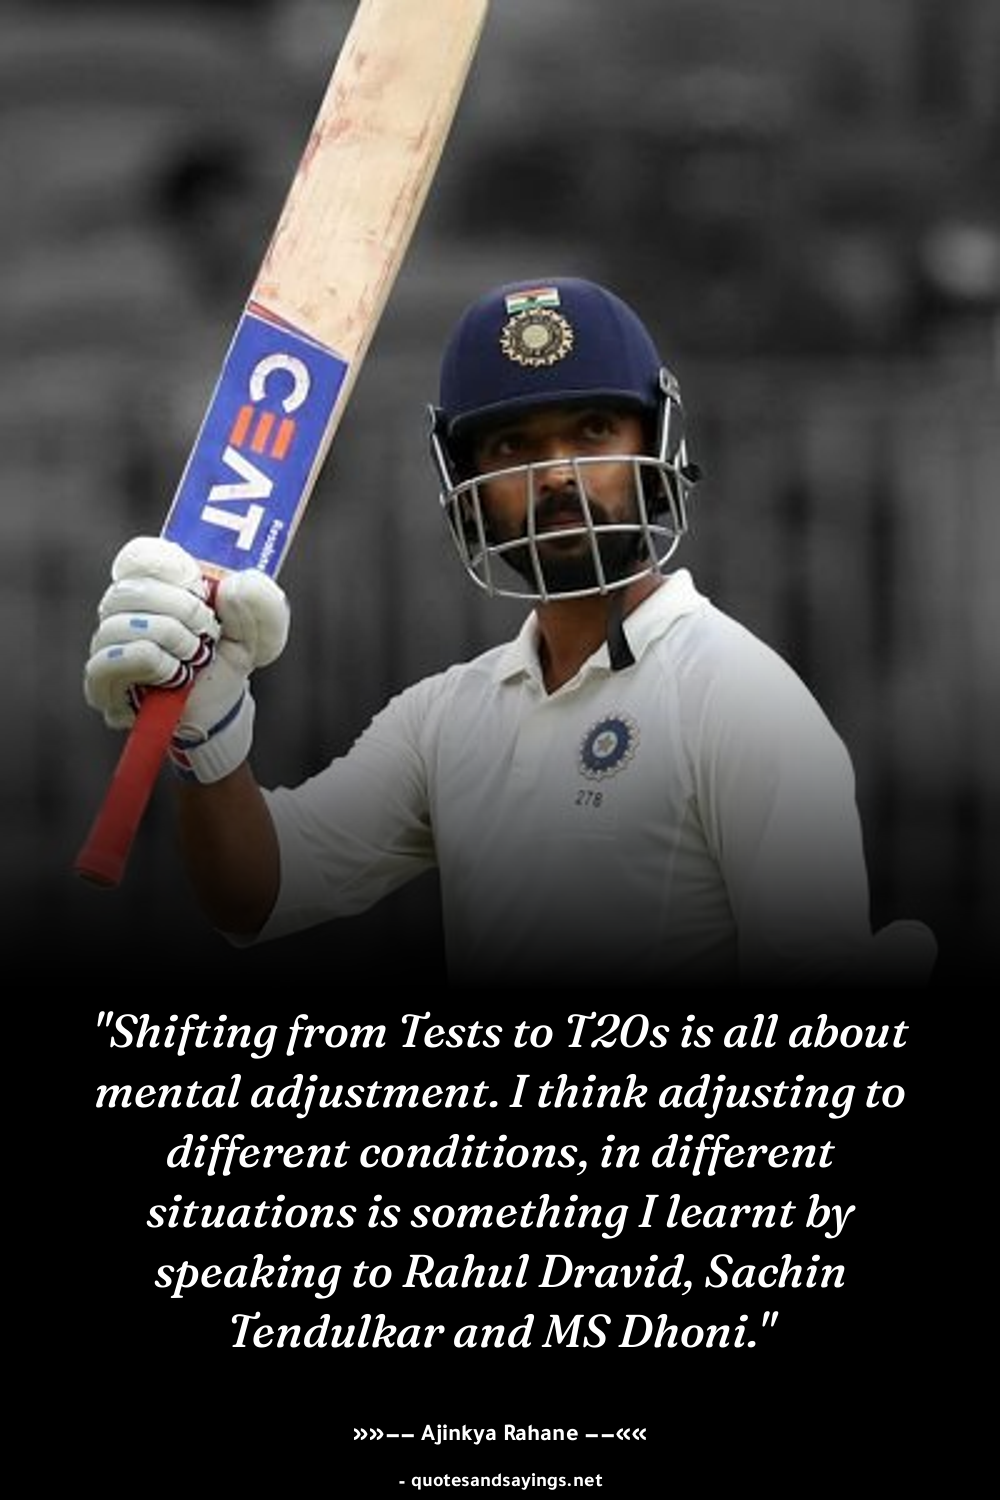 CEAT
278
"Shifting from Tests to T20s is all about
mental adjustment. I think adjusting to
different conditions, in different
situations is something I learnt by
speaking to Rahul Dravid, Sachin
Tendulkar and MS Dhoni."
»»–– Ajinkya Rahane ––««
- quotesandsayings.net